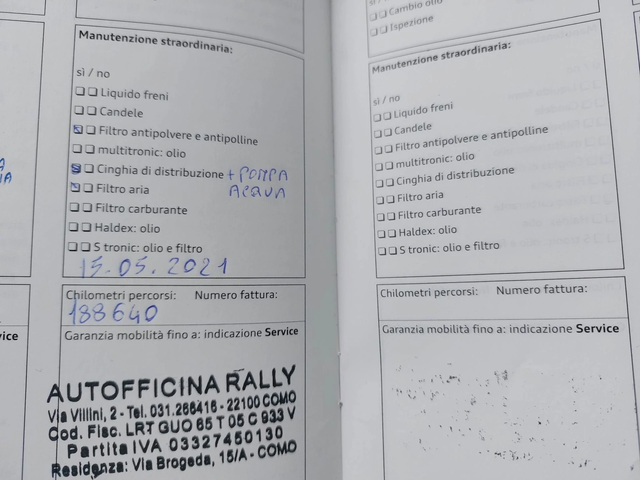 Manutenzione straordinaria:
sì / no
Liquido freni
Candele
Filtro antipolvere e antipolline
multitronic: olio
Cinghia di distribuzione + POMPA
ACQUA
Filtro aria
Filtro carburante
Haldex: olio
S tronic: olio e filtro
15.05.2021
Chilometri percorsi: Numero fattura:
188640
Garanzia mobilità fino a: indicazione Service
AUTOFFICINA RALLY
Via Villini, 2 - Tel. 031.266416 - 22100 COMO
Cod. Fisc. LRT GUO 65 T 05 C 933 V
Partita IVA 03327450130
Residenza: Via Brogeda, 15/A - COMO
vice
Cambio olio
Ispezione
Manutenzione straordinaria:
sì / no
Liquido freni
Candele
Filtro antipolvere e antipolline
multitronic: olio
Cinghia di distribuzione
Filtro aria
Filtro carburante
Haldex: olio
S tronic: olio e filtro
Chilometri percorsi: Numero fattura:
Garanzia mobilità fino a: indicazione Service